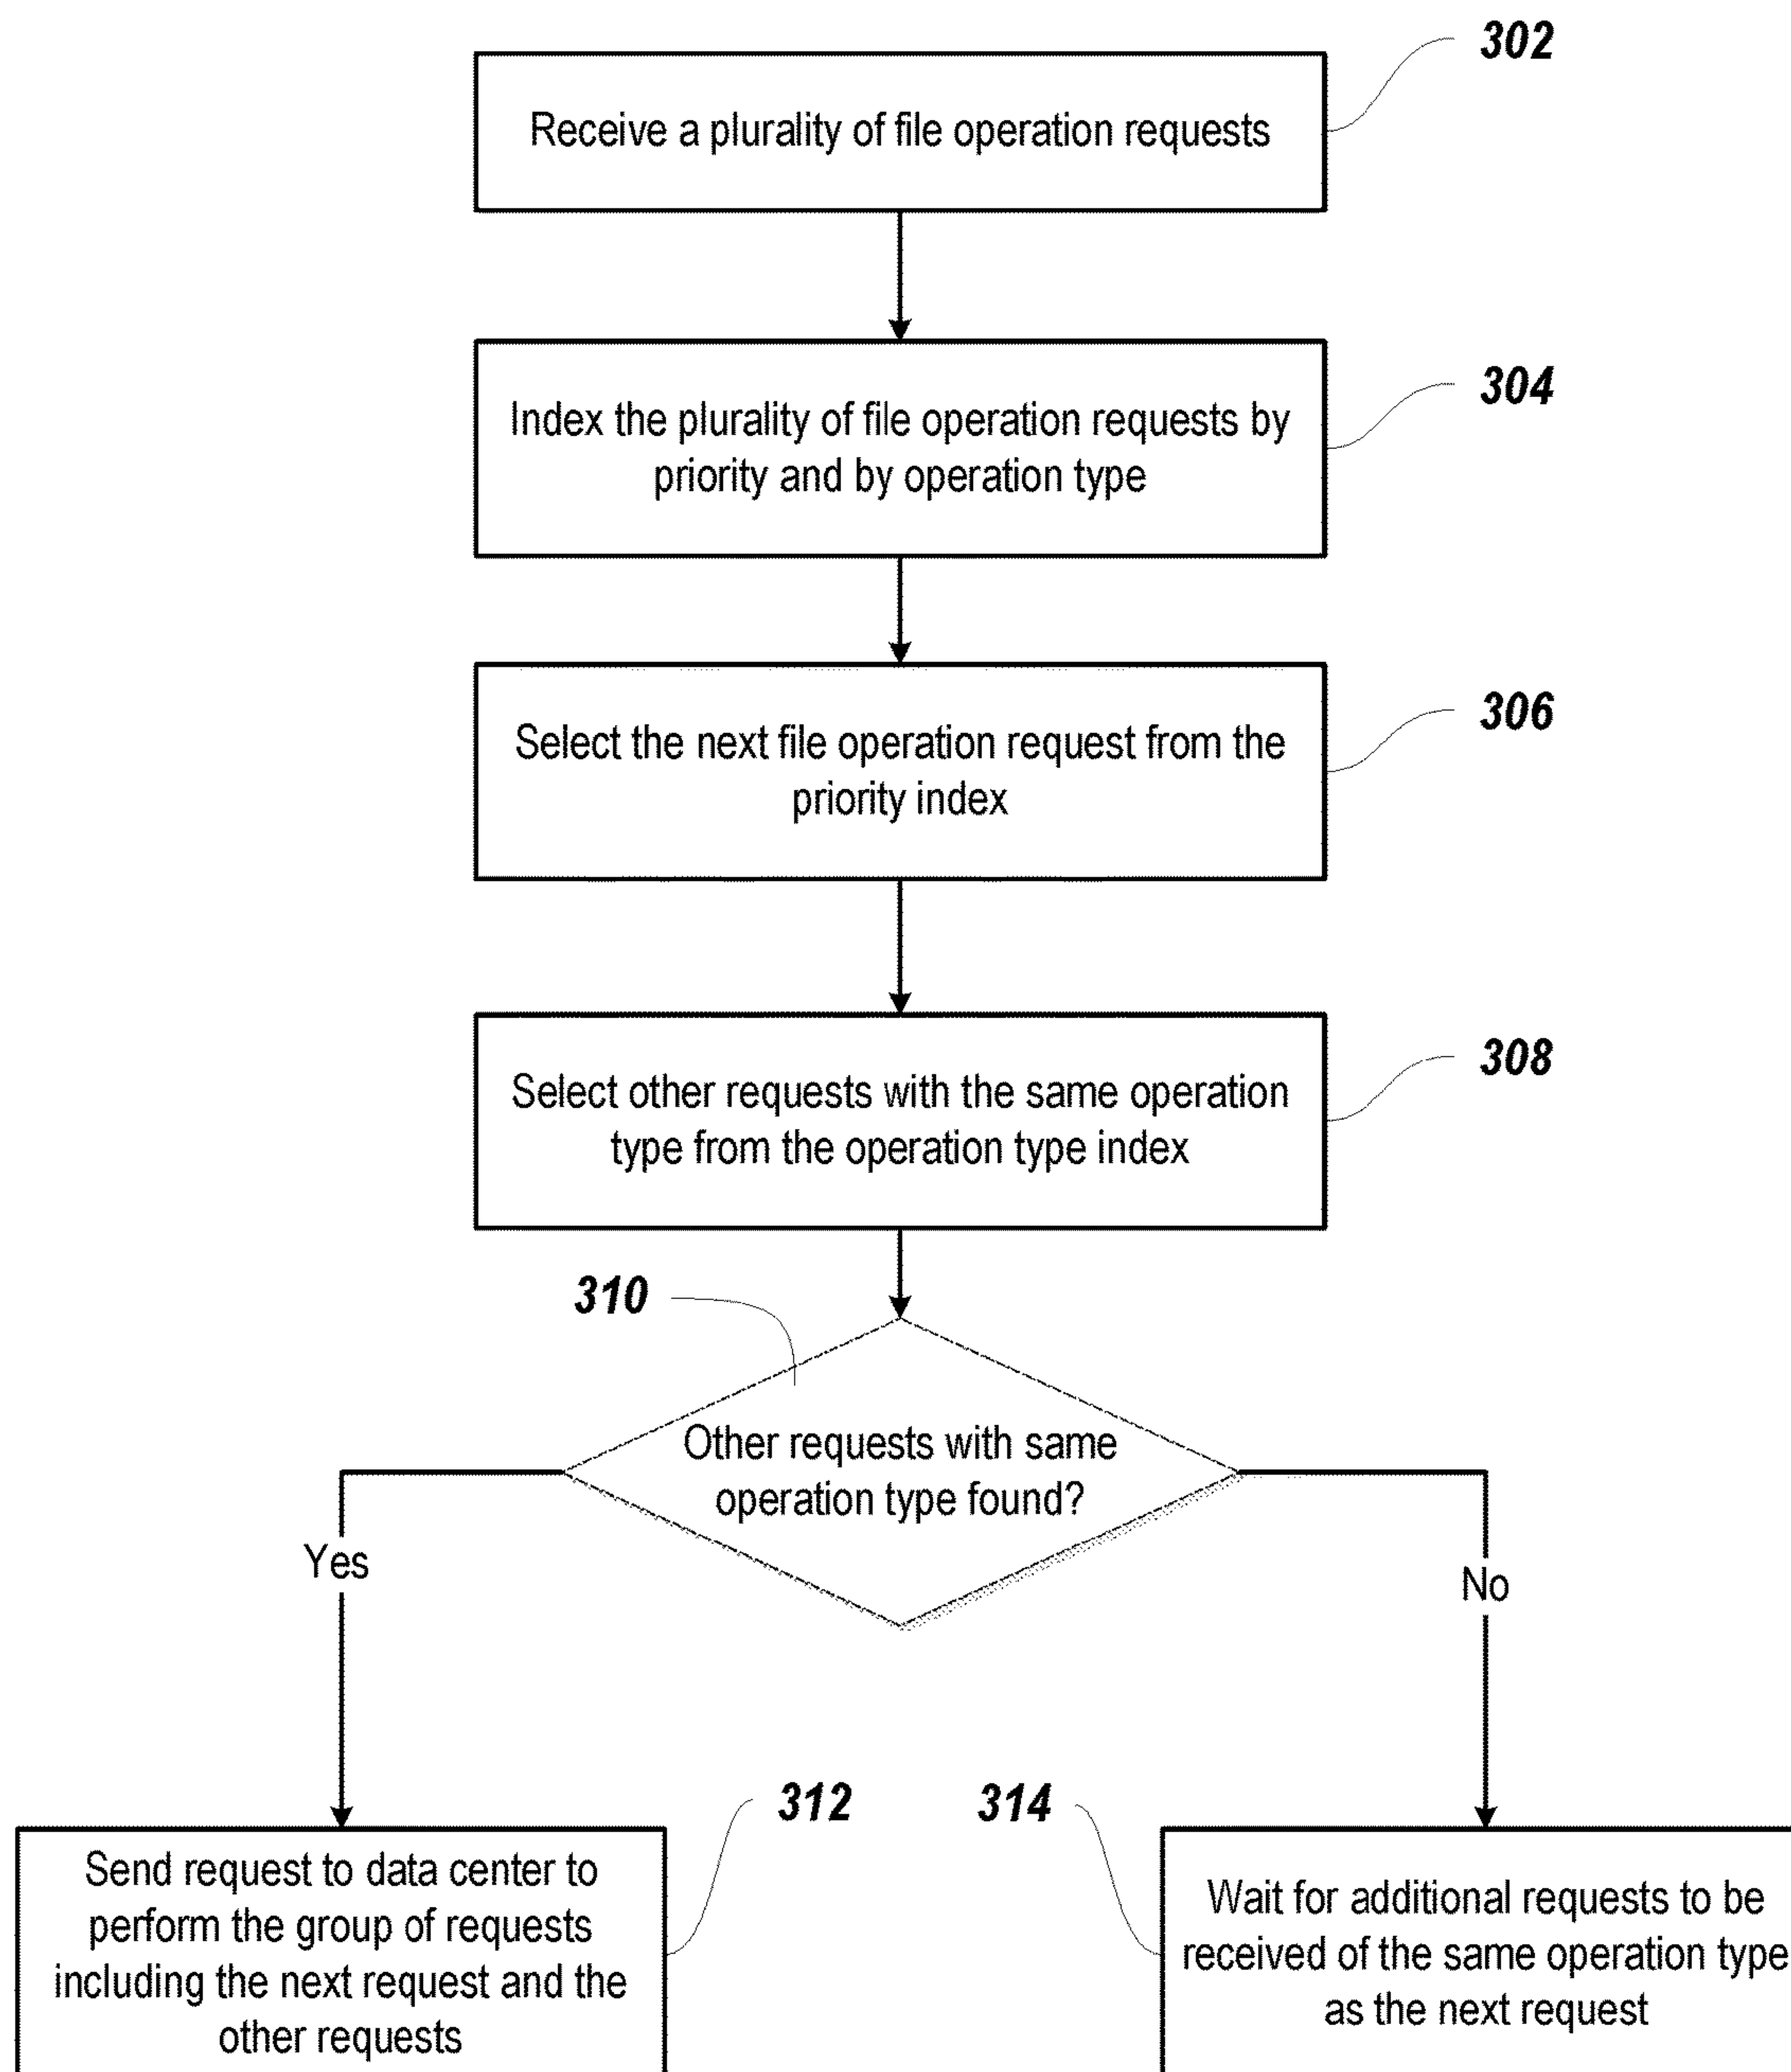 302
Receive a plurality of file operation requests
304
Index the plurality of file operation requests by
priority and by operation type
306
Select the next file operation request from the
priority index
308
Select other requests with the same operation
type from the operation type index
310
Other requests with same
operation type found?
Yes
No
312
314
Send request to data center to
perform the group of requests
including the next request and the
other requests
Wait for additional requests to be
received of the same operation type
as the next request